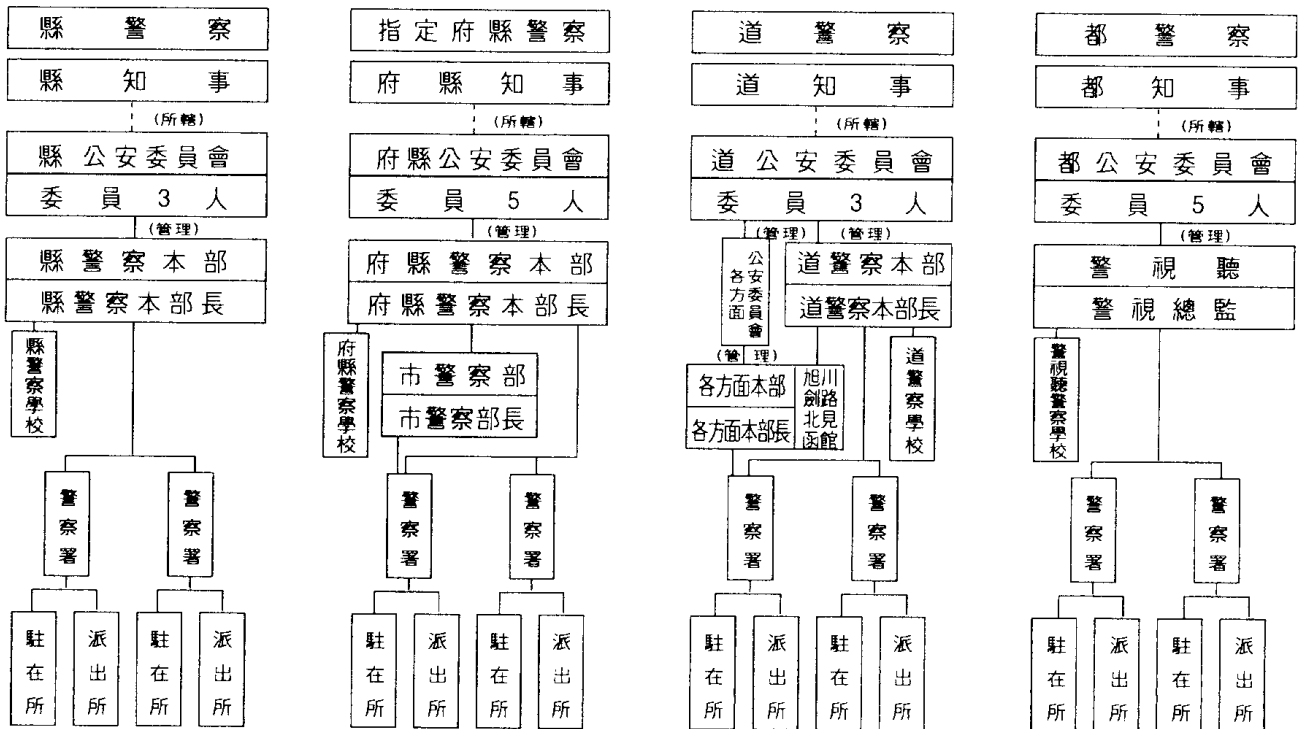 縣警察
縣知事
(所轄)
縣公安委員會
委員3人
(管理)
縣警察本部
縣警察本部長
縣警察學校
警察署
警察署
駐在所
派出所
駐在所
派出所
指定府縣警察
府縣知事
(所轄)
府縣公安委員會
委員5人
(管理)
府縣警察本部
府縣警察本部長
府縣警察學校
市警察部
市警察部長
警察署
警察署
駐在所
派出所
駐在所
派出所
道警察
道知事
(所轄)
道公安委員會
委員3人
(管理)
(管理)
各方面
公安委員會
道警察本部
道警察本部長
(管理)
各方面本部
各方面本部長
旭川
劍路
北見
函館
道警察學校
警察署
警察署
駐在所
派出所
駐在所
派出所
都警察
都知事
(所轄)
都公安委員會
委員5人
(管理)
警視聽
警視總監
警視聽警察學校
警察署
警察署
駐在所
派出所
駐在所
派出所